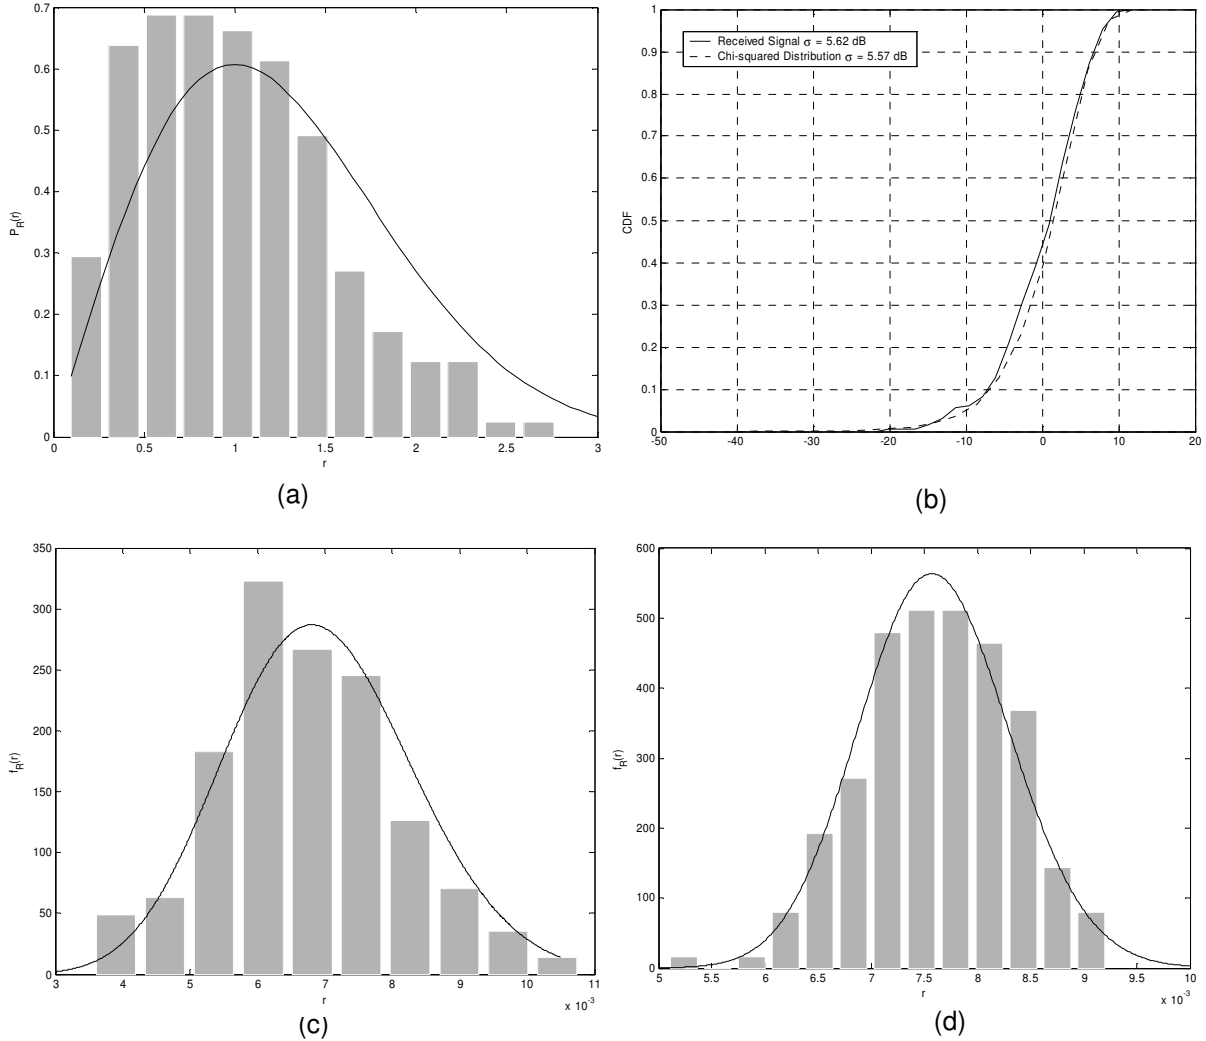 0.7
0.6
0.5
0.4
0.3
0.2
0.1
0
P_R(r)
0 0.5 1 1.5 2 2.5 3
r
(a)
1
0.9
0.8
0.7
0.6
0.5
0.4
0.3
0.2
0.1
0
CDF
Received Signal σ = 5.62 dB
Chi-squared Distribution σ = 5.57 dB
-50 -40 -30 -20 -10 0 10 20
(b)
350
300
250
200
150
100
50
0
f_R(r)
3 4 5 6 7 8 9 10 11
r
x 10^-3
(c)
600
500
400
300
200
100
0
f_R(r)
5 5.5 6 6.5 7 7.5 8 8.5 9 9.5 10
r
x 10^-3
(d)